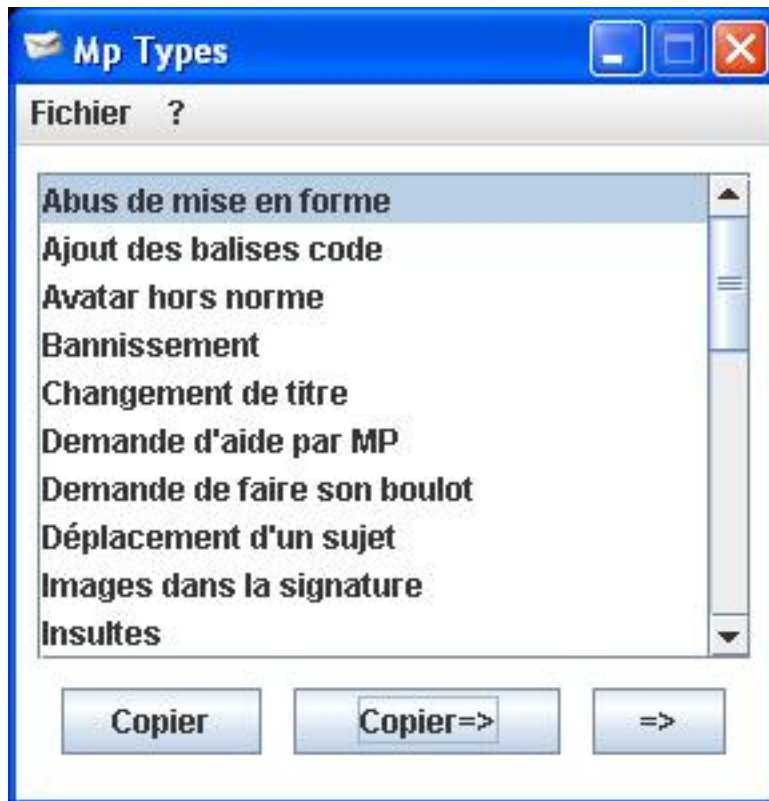 Mp Types
Fichier ?
Abus de mise en forme
Ajout des balises code
Avatar hors norme
Bannissement
Changement de titre
Demande d'aide par MP
Demande de faire son boulot
Déplacement d'un sujet
Images dans la signature
Insultes
Copier Copier=> =>